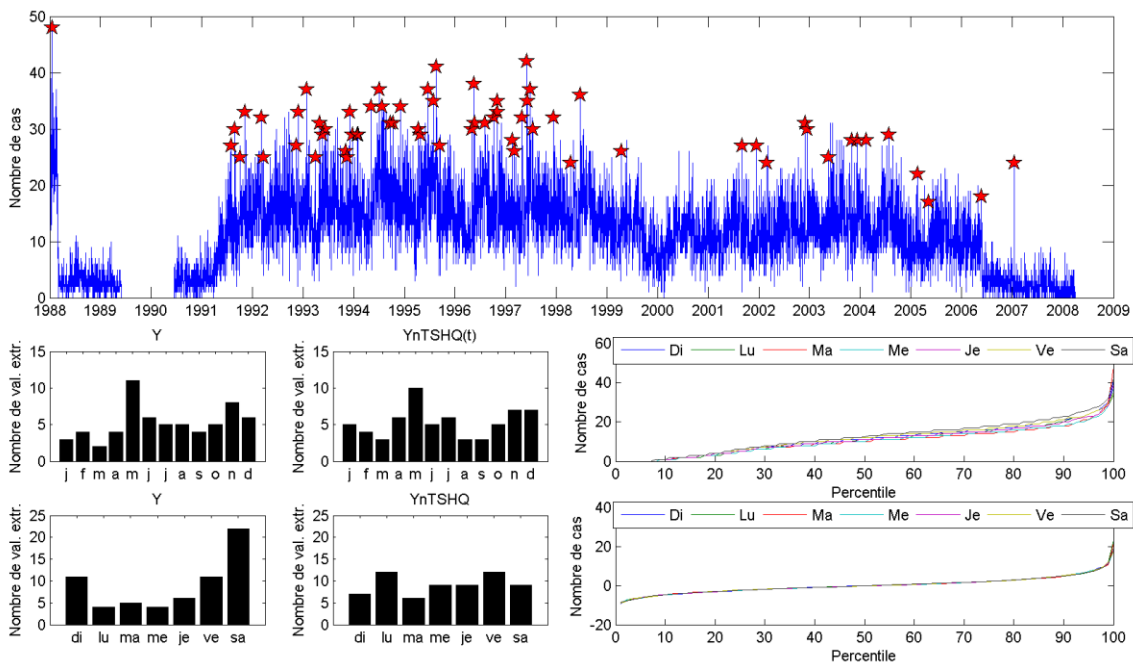 50
40
30
20
10
0
Nombre de cas
1988 1989 1990 1991 1992 1993 1994 1995 1996 1997 1998 1999 2000 2001 2002 2003 2004 2005 2006 2007 2008 2009
Y
15
10
5
0
Nombre de val. extr.
j f m a M j j a s o n d
YnTSHQ(t)
15
10
5
0
Nombre de val. extr.
j f m a M j j a s o n d
60
40
20
0
Nombre de cas
Di Lu Ma Me Je Ve Sa
0 10 20 30 40 50 60 70 80 90 100
Percentile
Y
25
20
15
10
5
0
Nombre de val. extr.
di lu ma me je ve sa
YnTSHQ
25
20
15
10
5
0
Nombre de val. extr.
di lu ma me je ve sa
40
20
0
-20
Nombre de cas
Di Lu Ma Me Je Ve Sa
0 10 20 30 40 50 60 70 80 90 100
Percentile